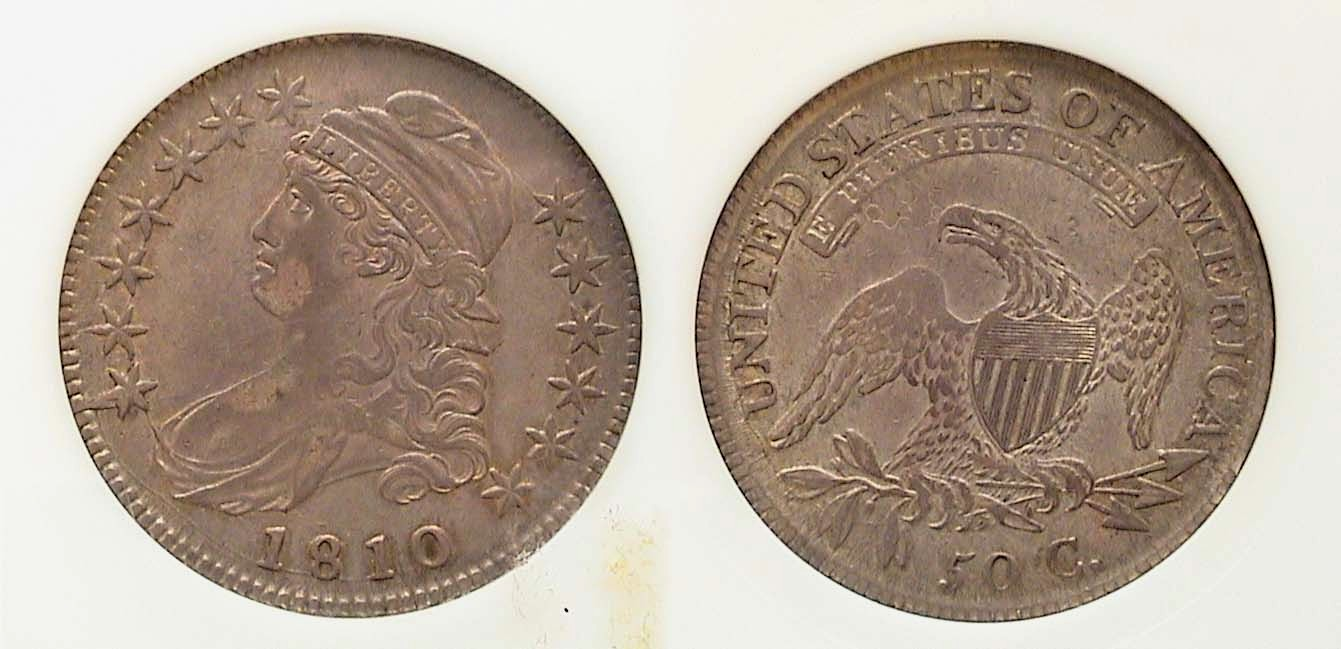 LIBERTY
1810
UNITED STATES OF AMERICA
E PLURIBUS UNUM
50 C.